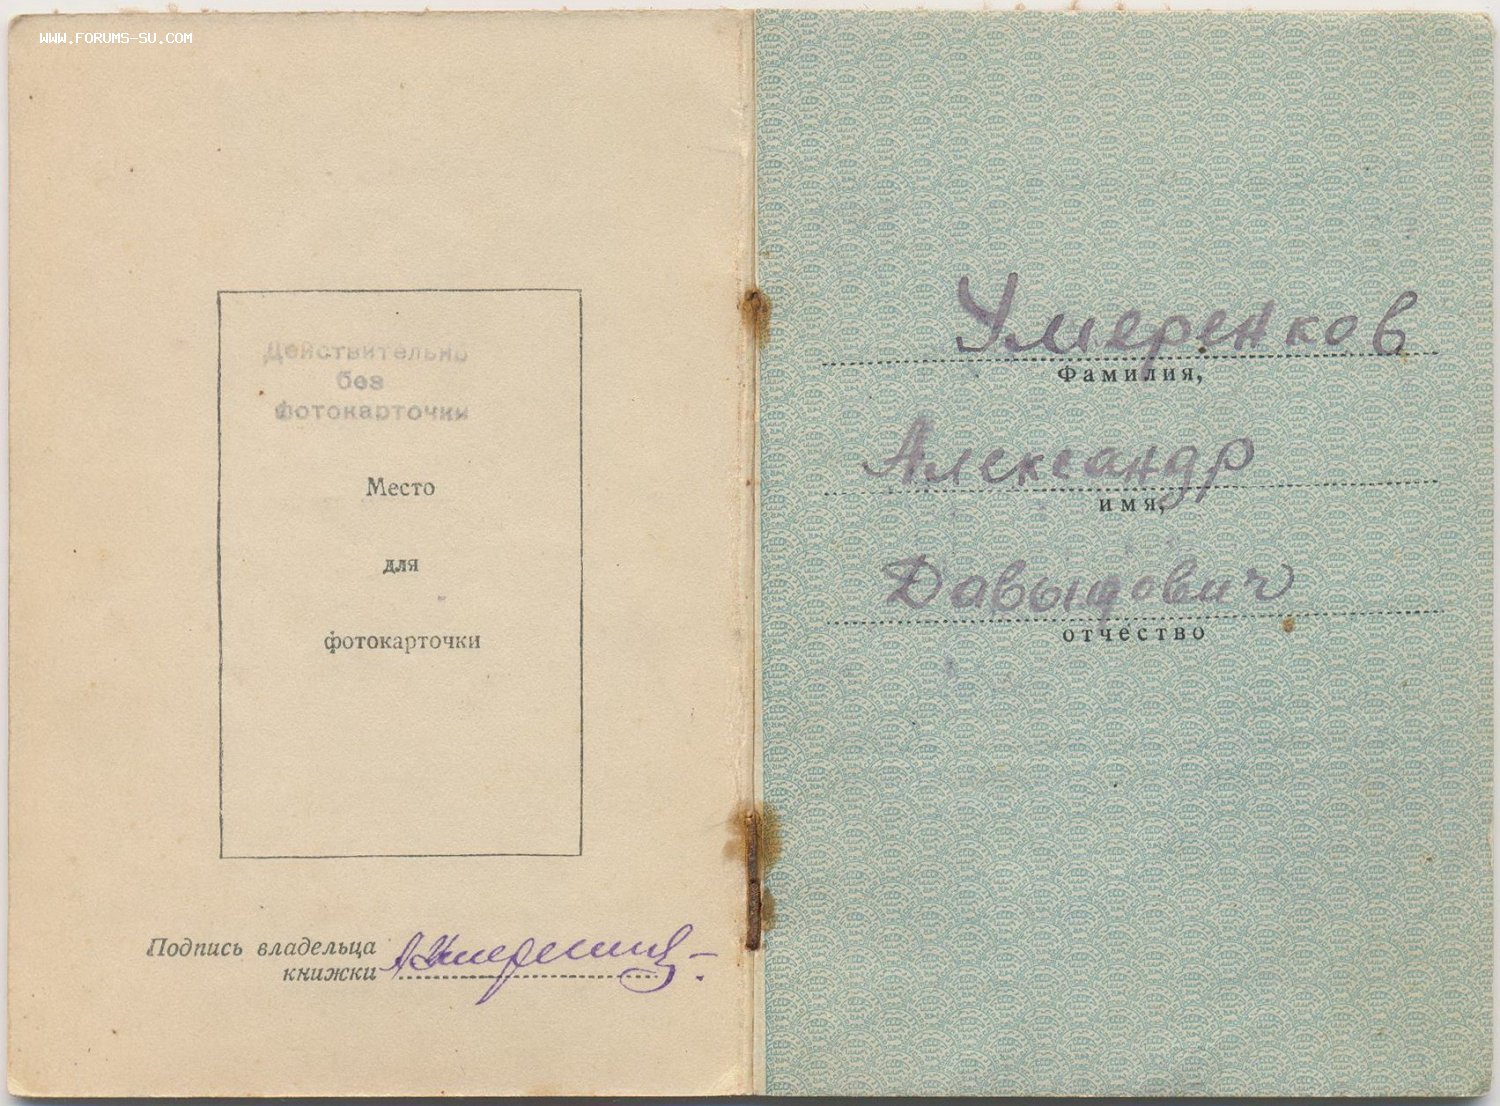 WWW.FORUMS-SU.COM
Действительно
без
фотокарточки
Место
для
фотокарточки
Подпись владельца
книжки
Умеренков
Фамилия,
Александр
имя,
Давыдович
отчество